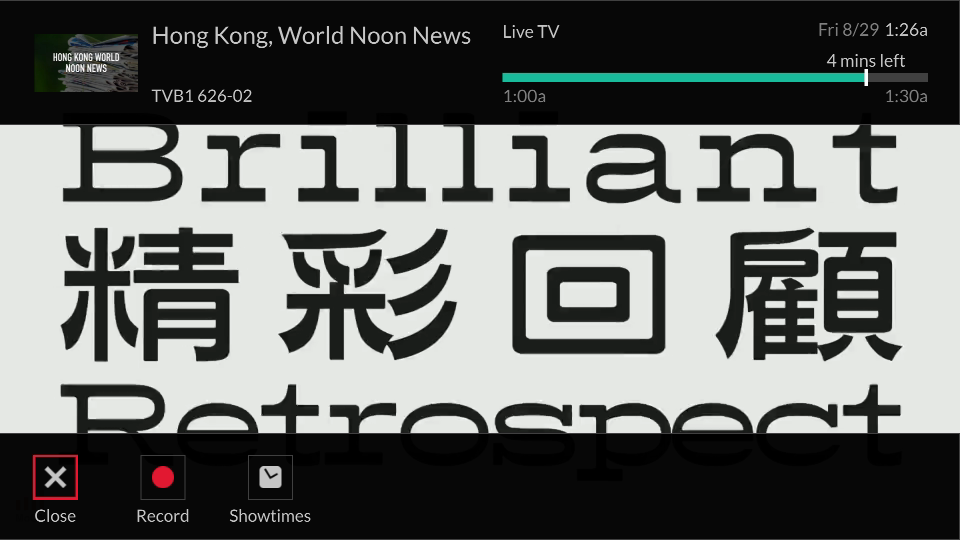 HONG KONG WORLD
NOON NEWS
Hong Kong, World Noon News
TVB1 626-02
Live TV
Fri 8/29 1:26a
4 mins left
1:00a
1:30a
Brilliant
精彩回顧
Retrospect
Close
Record
Showtimes